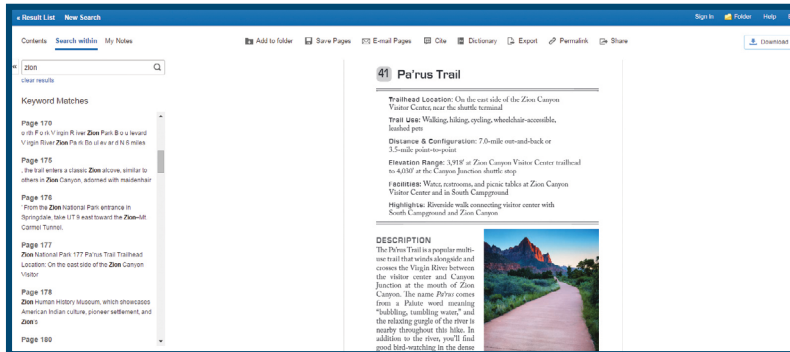 « Result List New Search Sign In Folder Help
Contents Search within My Notes Add to folder Save Pages E-mail Pages Cite Dictionary Export Permalink Share Download
« zion
clear results
Keyword Matches
Page 170
o rth F o rk V irgin R iver Zion Park B o u levard
V irgin River Zion Pa rk Bo ul ev ar d N S miles
Page 175
, the trail enters a classic Zion alcove, similar to
others in Zion Canyon, adorned with maidenhair
Page 176
' From the Zion National Park entrance in
Springdale, take UT 9 east toward the Zion–Mt.
Carmel Tunnel.
Page 177
Zion National Park 177 Pa'rus Trail Trailhead
Location: On the east side of the Zion Canyon
Visitor
Page 178
Zion Human History Museum, which showcases
American Indian culture, pioneer settlement, and
Zion's
Page 180
41 Pa'rus Trail
Trailhead Location: On the east side of the Zion Canyon
Visitor Center, near the shuttle terminal
Trail Use: Walking, hiking, cycling, wheelchair-accessible,
leashed pets
Distance & Configuration: 7.0-mile out-and-back or
3.5-mile point-to-point
Elevation Range: 3,918' at Zion Canyon Visitor Center trailhead
to 4,030' at the Canyon Junction shuttle stop
Facilities: Water, restrooms, and picnic tables at Zion Canyon
Visitor Center and in South Campground
Highlights: Riverside walk connecting visitor center with
South Campground and Zion Canyon
DESCRIPTION
The Pa'rus Trail is a popular multi-
use trail that winds alongside and
crosses the Virgin River between
the visitor center and Canyon
Junction at the mouth of Zion
Canyon. The name Pa'rus comes
from a Paiute word meaning
"bubbling, tumbling water," and
the relaxing gurgle of the river is
nearby throughout this hike. In
addition to the river, you'll find
good bird-watching in the dense